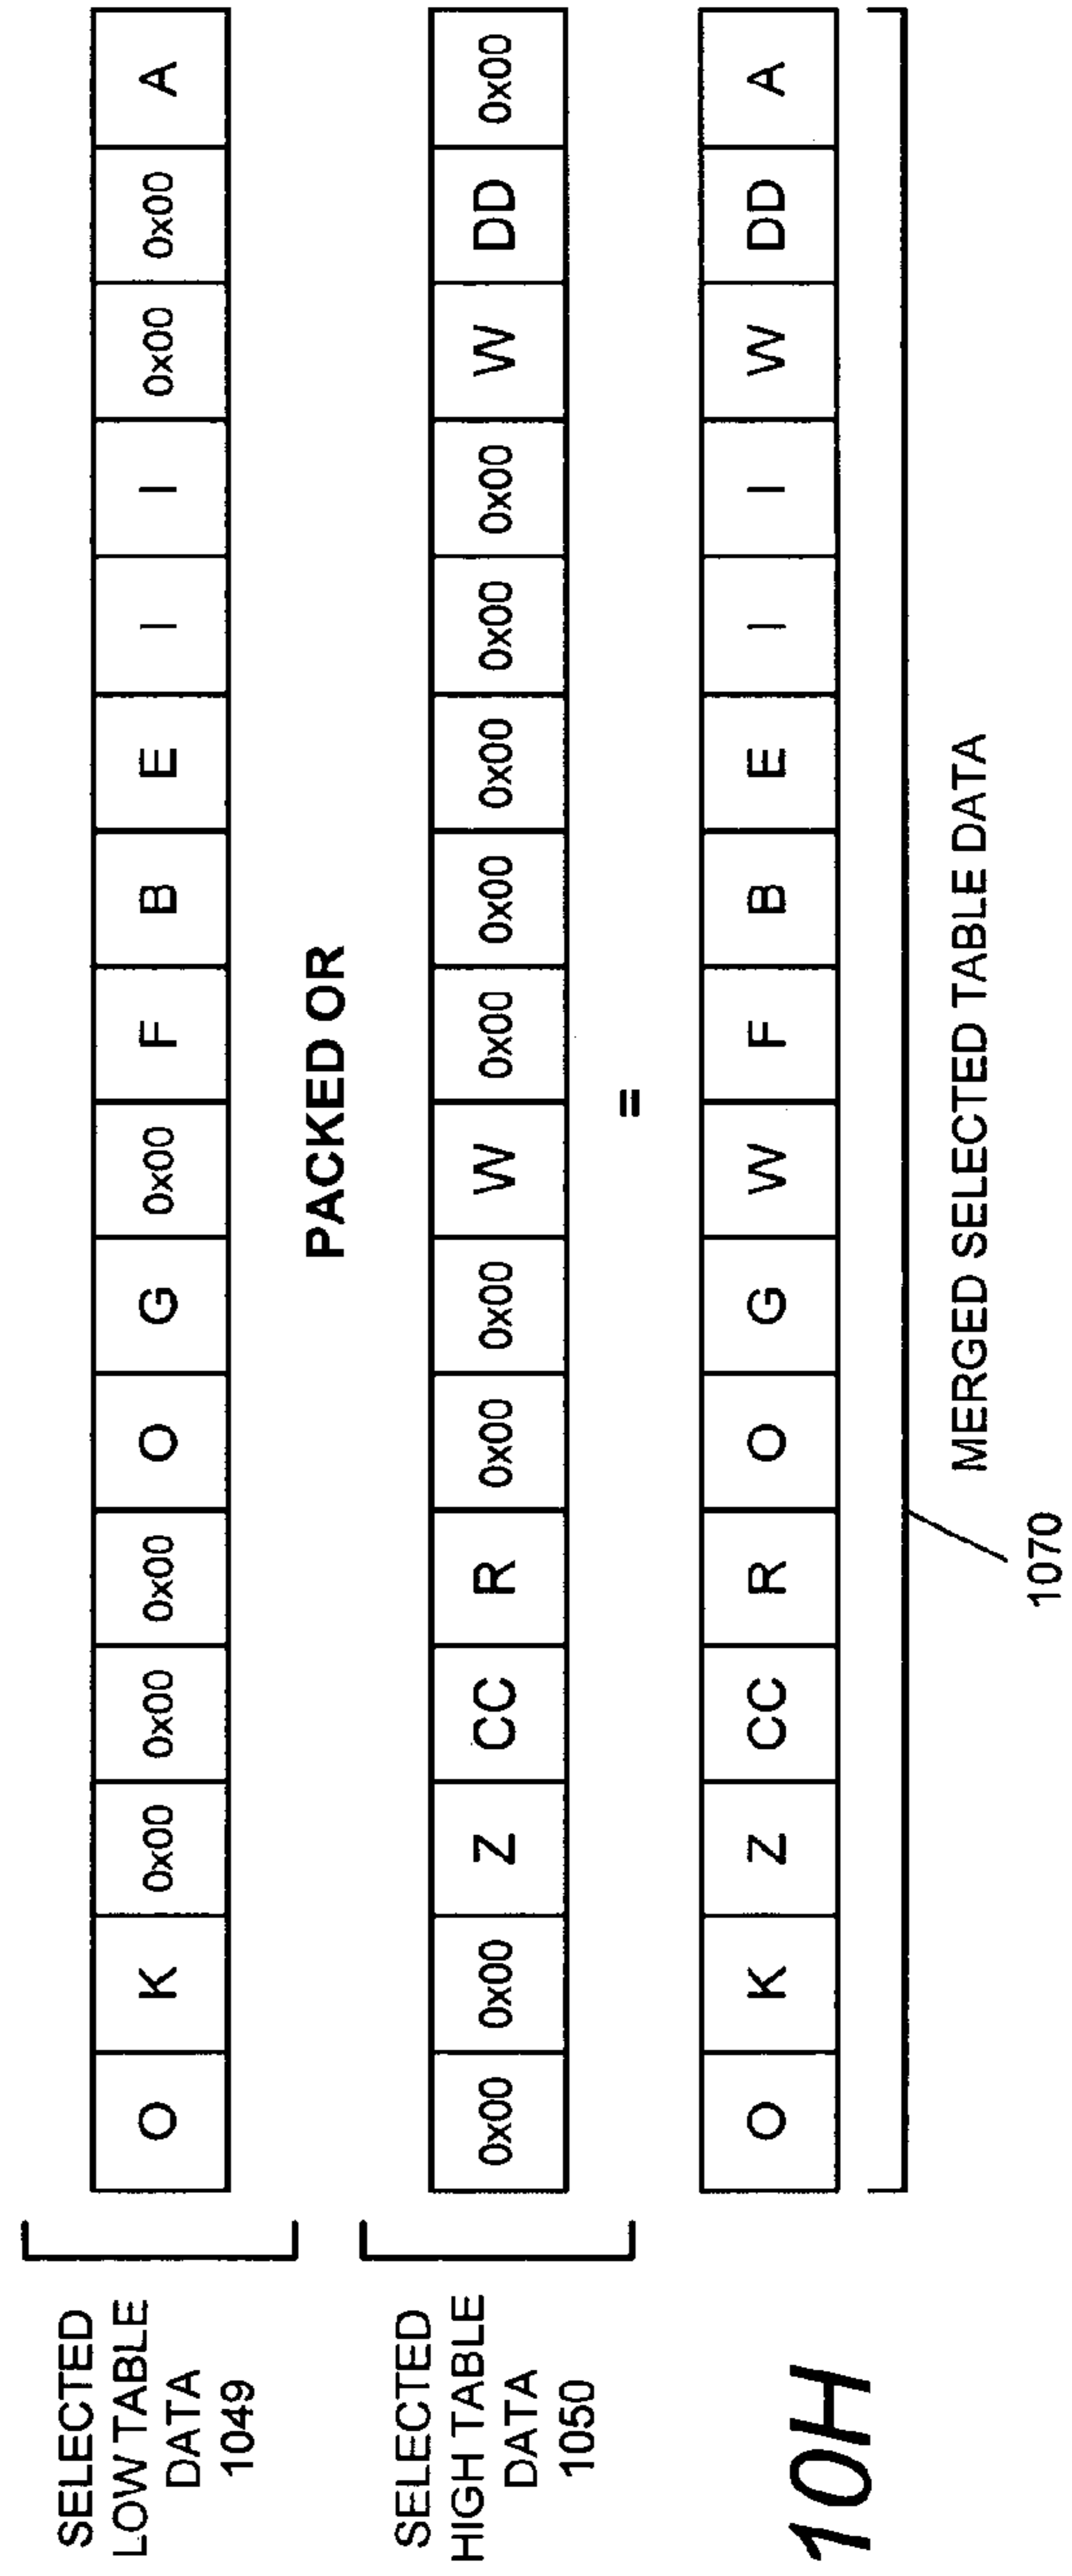 SELECTED
LOW TABLE
DATA
1049
O K 0x00 0x00 0x00 O G 0x00 F B E I I 0x00 0x00 A
PACKED OR
SELECTED
HIGH TABLE
DATA
1050
0x00 0x00 Z CC R 0x00 0x00 W 0x00 0x00 0x00 0x00 0x00 W DD 0x00
=
O K Z CC R O G W F B E I I W DD A
MERGED SELECTED TABLE DATA
1070
10H